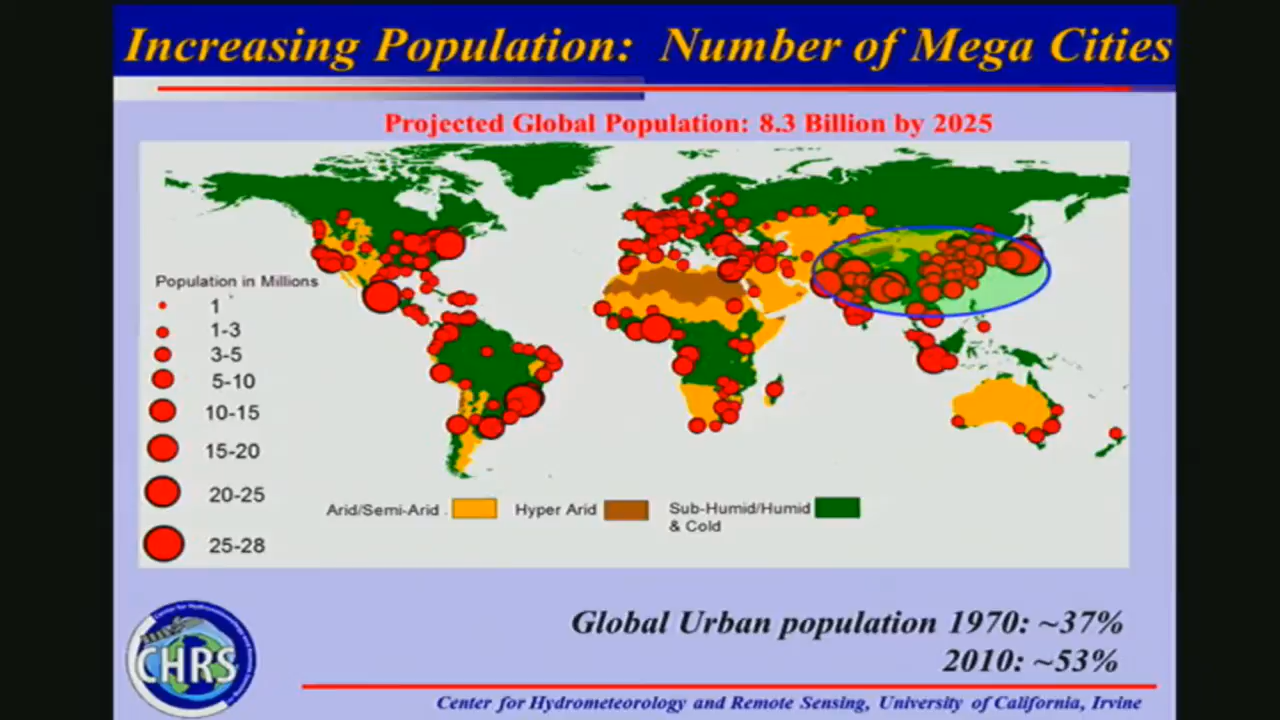 Increasing Population: Number of Mega Cities
Projected Global Population: 8.3 Billion by 2025
Population in Millions
1
1-3
3-5
5-10
10-15
15-20
20-25
25-28
Arid/Semi-Arid
Hyper Arid
Sub-Humid/Humid
& Cold
Global Urban population 1970: ~37%
2010: ~53%
CHRS
Center for Hydrometeorology and Remote Sensing, University of California, Irvine